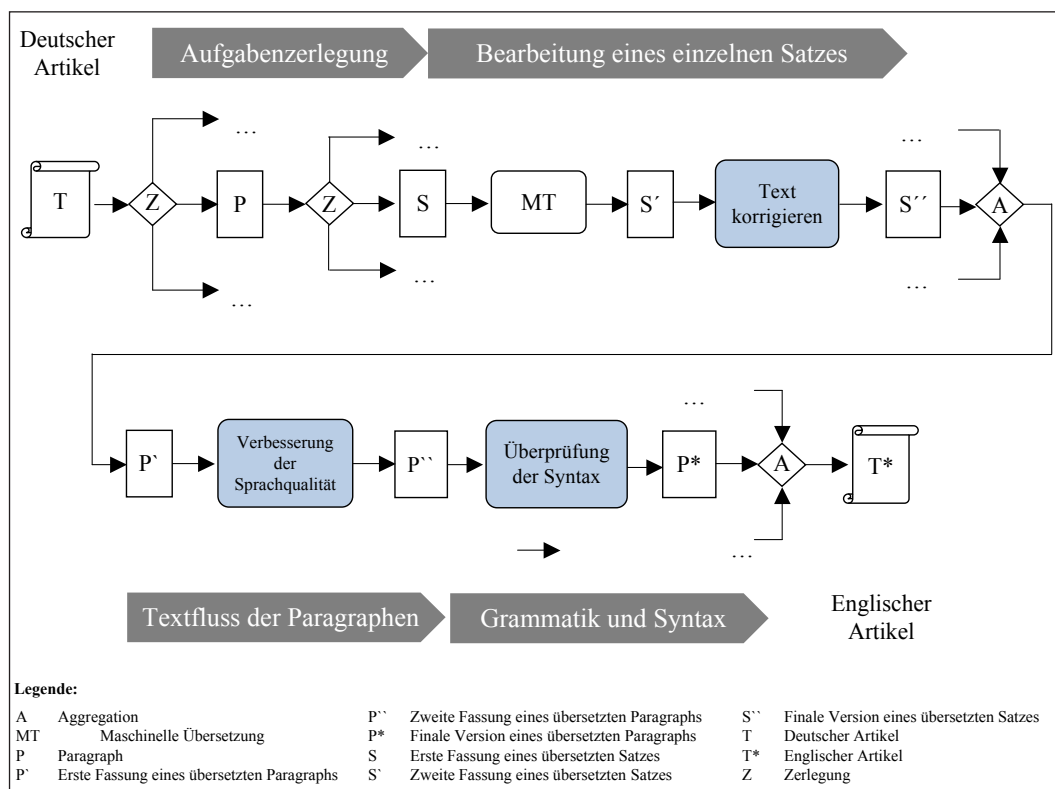 Deutscher
Artikel
Aufgabenzerlegung
Bearbeitung eines einzelnen Satzes
...
...
...
T
Z
P
Z
S
MT
S´
Text
korrigieren
S´´
A
...
...
...
...
P`
Verbesserung
der
Sprachqualität
P``
Überprüfung
der Syntax
P*
A
T*
...
Textfluss der Paragraphen
Grammatik und Syntax
Englischer
Artikel
Legende:
A Aggregation
MT Maschinelle Übersetzung
P Paragraph
P` Erste Fassung eines übersetzten Paragraphs
P`` Zweite Fassung eines übersetzten Paragraphs
P* Finale Version eines übersetzten Paragraphs
S Erste Fassung eines übersetzten Satzes
S` Zweite Fassung eines übersetzten Satzes
S`` Finale Version eines übersetzten Satzes
T Deutscher Artikel
T* Englischer Artikel
Z Zerlegung